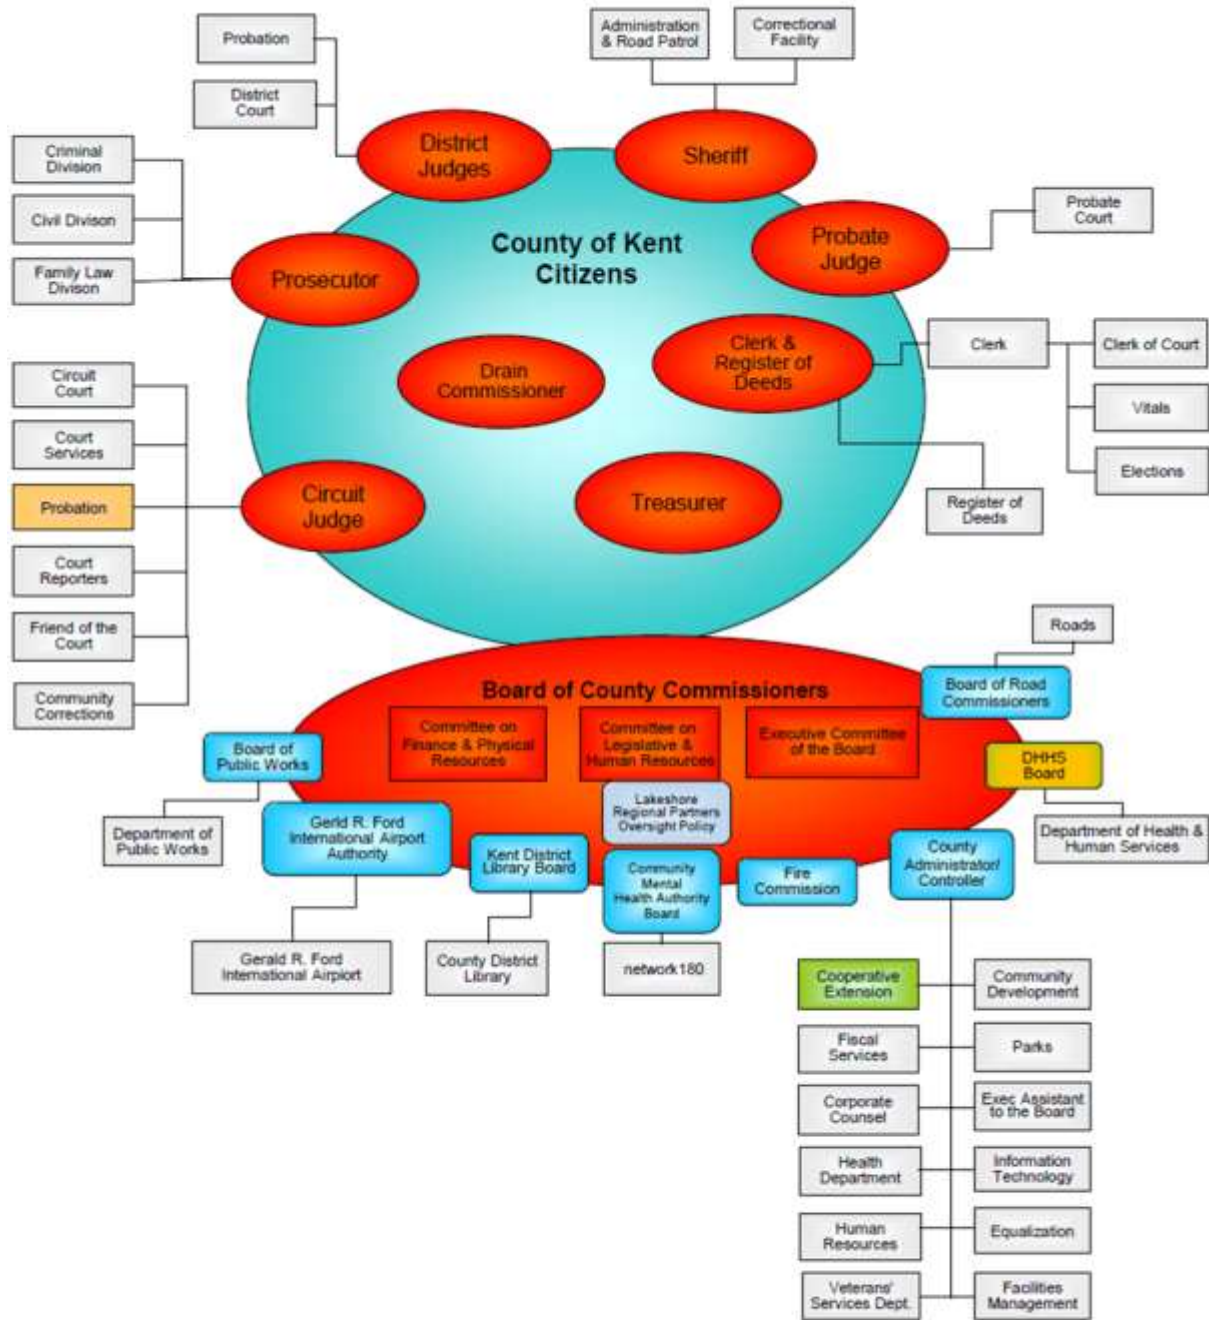 Probation
District
Court
Administration
& Road Patrol
Correctional
Facility
District
Judges
Sheriff
Criminal
Division
Civil Divison
Family Law
Divison
Prosecutor
County of Kent
Citizens
Probate
Judge
Probate
Court
Drain
Commissioner
Clerk &
Register of
Deeds
Clerk
Clerk of Court
Vitals
Elections
Register of
Deeds
Circuit
Court
Court
Services
Probation
Court
Reporters
Friend of the
Court
Community
Corrections
Circuit
Judge
Treasurer
Roads
Board of Road
Commissioners
Board of County Commissioners
Committee on
Finance & Physical
Resources
Committee on
Legislative &
Human Resources
Executive Committee
of the Board
Board of
Public Works
Department of
Public Works
DHHS
Board
Department of Health &
Human Services
Lakeshore
Regional Partners
Oversight Policy
Gerld R. Ford
International Airport
Authority
Kent District
Library Board
Community
Mental
Health Authority
Board
Fire
Commission
County
Administrator/
Controller
Gerald R. Ford
International Airport
County District
Library
network180
Cooperative
Extension
Community
Development
Fiscal
Services
Parks
Corporate
Counsel
Exec Assistant
to the Board
Health
Department
Information
Technology
Human
Resources
Equalization
Veterans'
Services Dept.
Facilities
Management